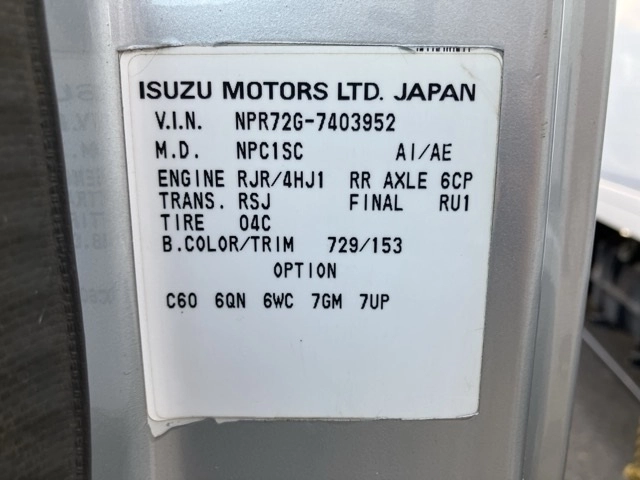 ISUZU MOTORS LTD. JAPAN
V.I.N. NPR72G-7403952
M.D. NPC1SC AI/AE
ENGINE RJR/4HJ1 RR AXLE 6CP
TRANS. RSJ FINAL RU1
TIRE 04C
B.COLOR/TRIM 729/153
OPTION
C60 6QN 6WC 7GM 7UP